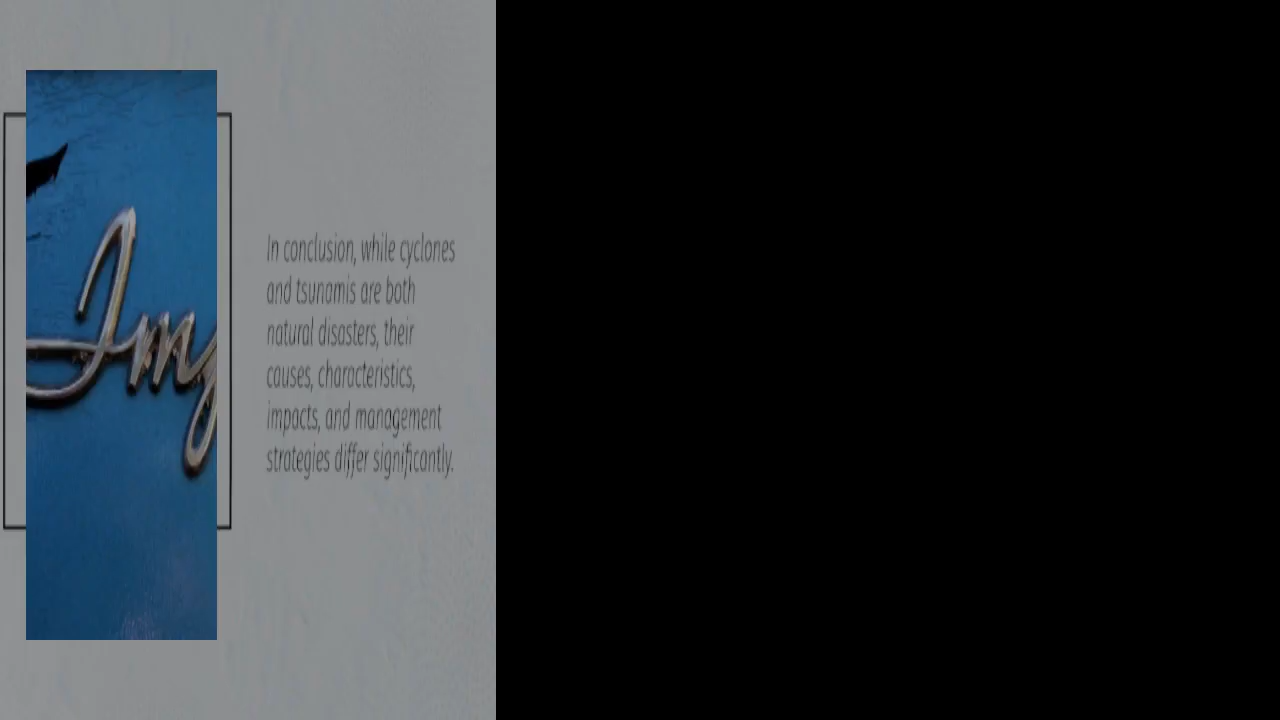 Imp
In conclusion, while cyclones
and tsunamis are both
natural disasters, their
causes, characteristics,
impacts, and management
strategies differ significantly.